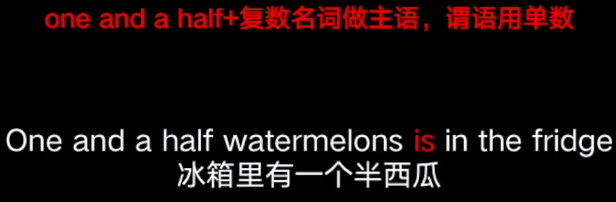 one and a half+复数名词做主语，谓语用单数
One and a half watermelons is in the fridge
冰箱里有一个半西瓜